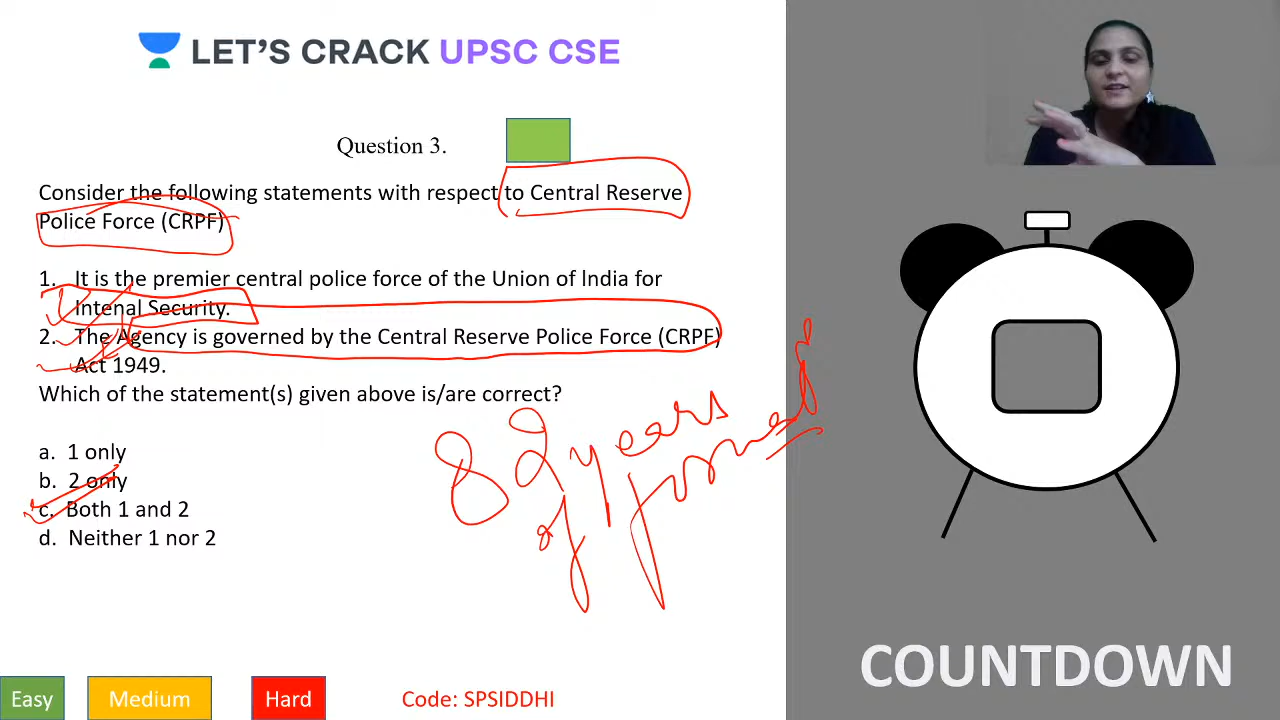 LET'S CRACK UPSC CSE
Question 3.
Consider the following statements with respect to Central Reserve
Police Force (CRPF)
1. It is the premier central police force of the Union of India for
Intenal Security.
2. The Agency is governed by the Central Reserve Police Force (CRPF)
Act 1949.
Which of the statement(s) given above is/are correct?
a. 1 only
b. 2 only
c. Both 1 and 2
d. Neither 1 nor 2
82 years
of formed
Easy Medium Hard Code: SPSIDDHI
COUNTDOWN